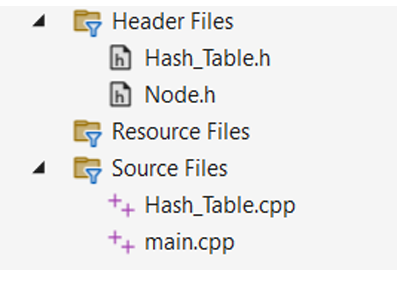 Header Files
Hash_Table.h
Node.h
Resource Files
Source Files
Hash_Table.cpp
main.cpp